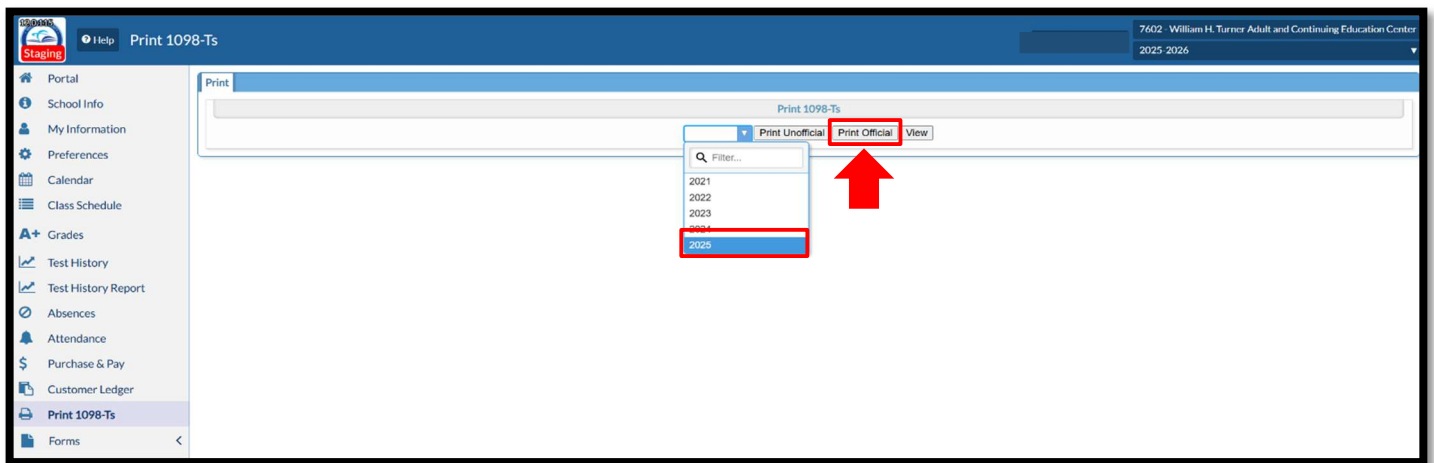 Staging
Help
Print 1098-Ts
7602 - William H. Turner Adult and Continuing Education Center
2025-2026
Portal
School Info
My Information
Preferences
Calendar
Class Schedule
A+ Grades
Test History
Test History Report
Absences
Attendance
$ Purchase & Pay
Customer Ledger
Print 1098-Ts
Forms
Print
Print 1098-Ts
Print Unofficial Print Official View
Filter...
2021
2022
2023
2024
2025